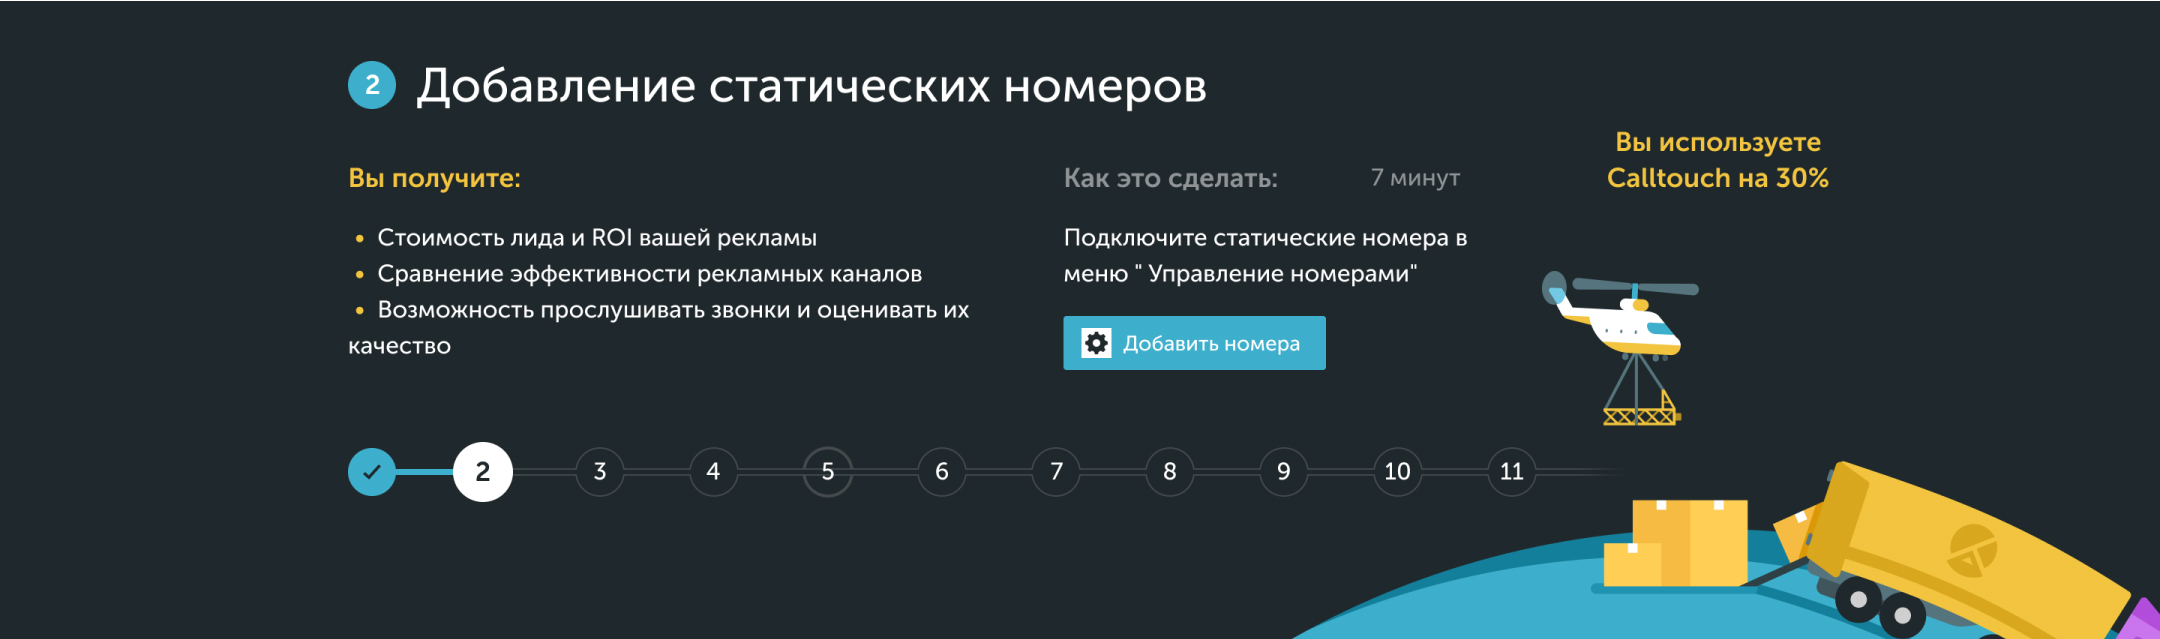 2 Добавление статических номеров
Вы получите:
• Стоимость лида и ROI вашей рекламы
• Сравнение эффективности рекламных каналов
• Возможность прослушивать звонки и оценивать их
качество
Как это сделать: 7 минут
Подключите статические номера в
меню " Управление номерами"
Добавить номера
Вы используете
Calltouch на 30%
2 3 4 5 6 7 8 9 10 11